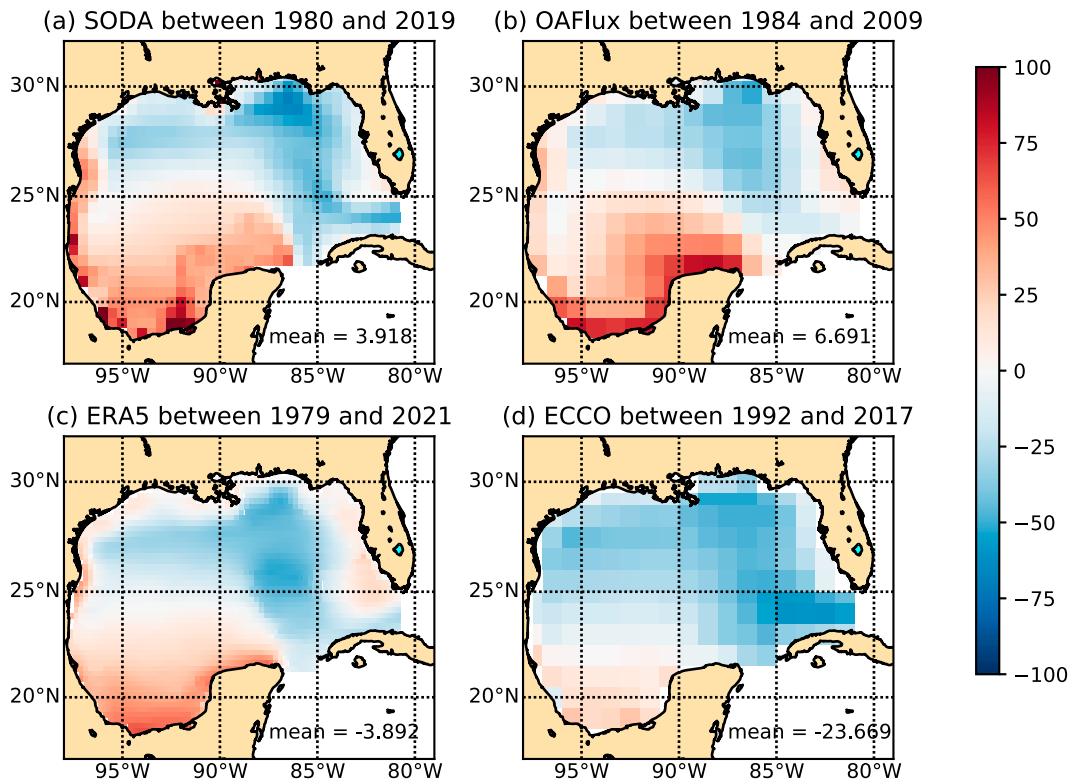 (a) SODA between 1980 and 2019
(b) OAFlux between 1984 and 2009
30°N
25°N
20°N
mean = 3.918
95°W 90°W 85°W 80°W
30°N
25°N
20°N
mean = 6.691
95°W 90°W 85°W 80°W
(c) ERA5 between 1979 and 2021
(d) ECCO between 1992 and 2017
30°N
25°N
20°N
mean = -3.892
95°W 90°W 85°W 80°W
30°N
25°N
20°N
mean = -23.669
95°W 90°W 85°W 80°W
100
75
50
25
0
−25
−50
−75
−100